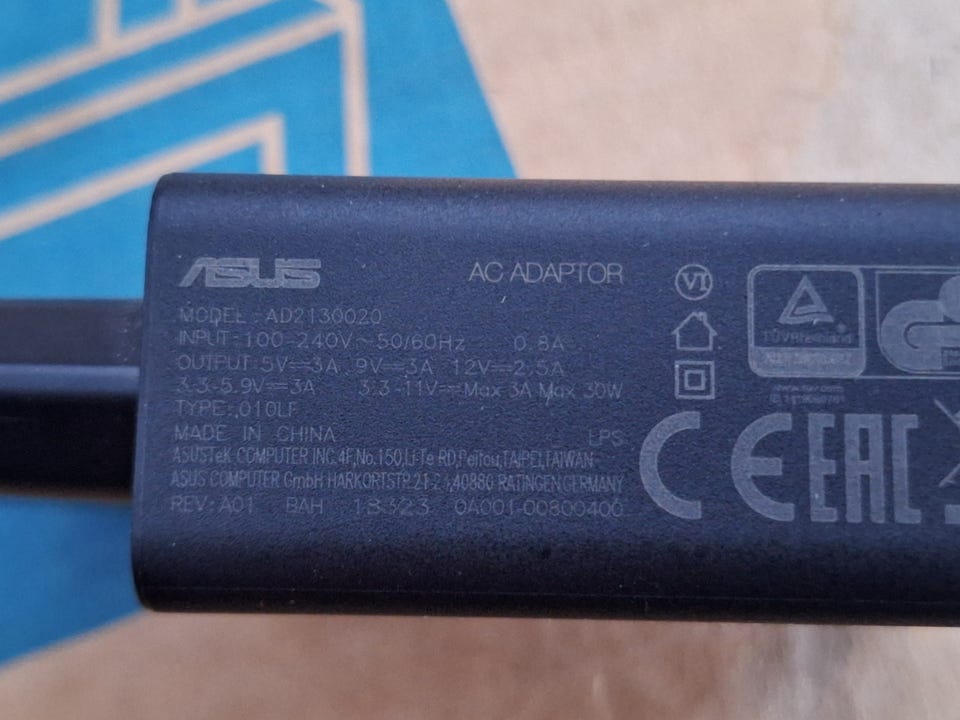 ASUS AC ADAPTOR
MODEL: AD2130020
INPUT: 100-240V~50/60Hz 0.8A
OUTPUT: 5V⎓3A, 9V⎓3A 12V⎓2.5A
3.3-5.9V⎓3A 3.3-11V⎓Max 3A Max 30W
TYPE: 010LF
MADE IN CHINA LPS
ASUSTeK COMPUTER INC. 4F, No.150, Li-Te RD, Peitou, TAIPEI, TAIWAN
ASUS COMPUTER GmbH HARKORTSTR. 21-23, 40880 RATINGEN GERMANY
REV: A01 BAH 18323 0A001-00800400
VI
TÜVRheinland
CE EAC